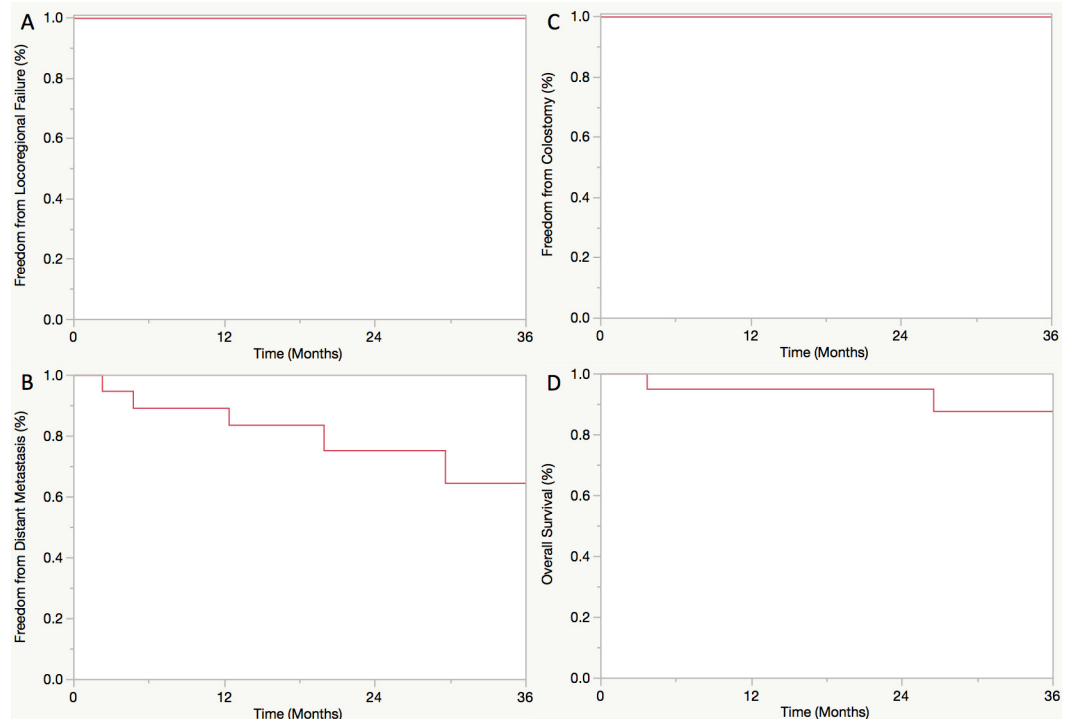 A
Freedom from Locoregional Failure (%)
1.0
0.8
0.6
0.4
0.2
0.0
0 12 24 36
Time (Months)
C
Freedom from Colostomy (%)
1.0
0.8
0.6
0.4
0.2
0.0
0 12 24 36
Time (Months)
B
Freedom from Distant Metastasis (%)
1.0
0.8
0.6
0.4
0.2
0.0
0 12 24 36
Time (Months)
D
Overall Survival (%)
1.0
0.8
0.6
0.4
0.2
0.0
0 12 24 36
Time (Months)